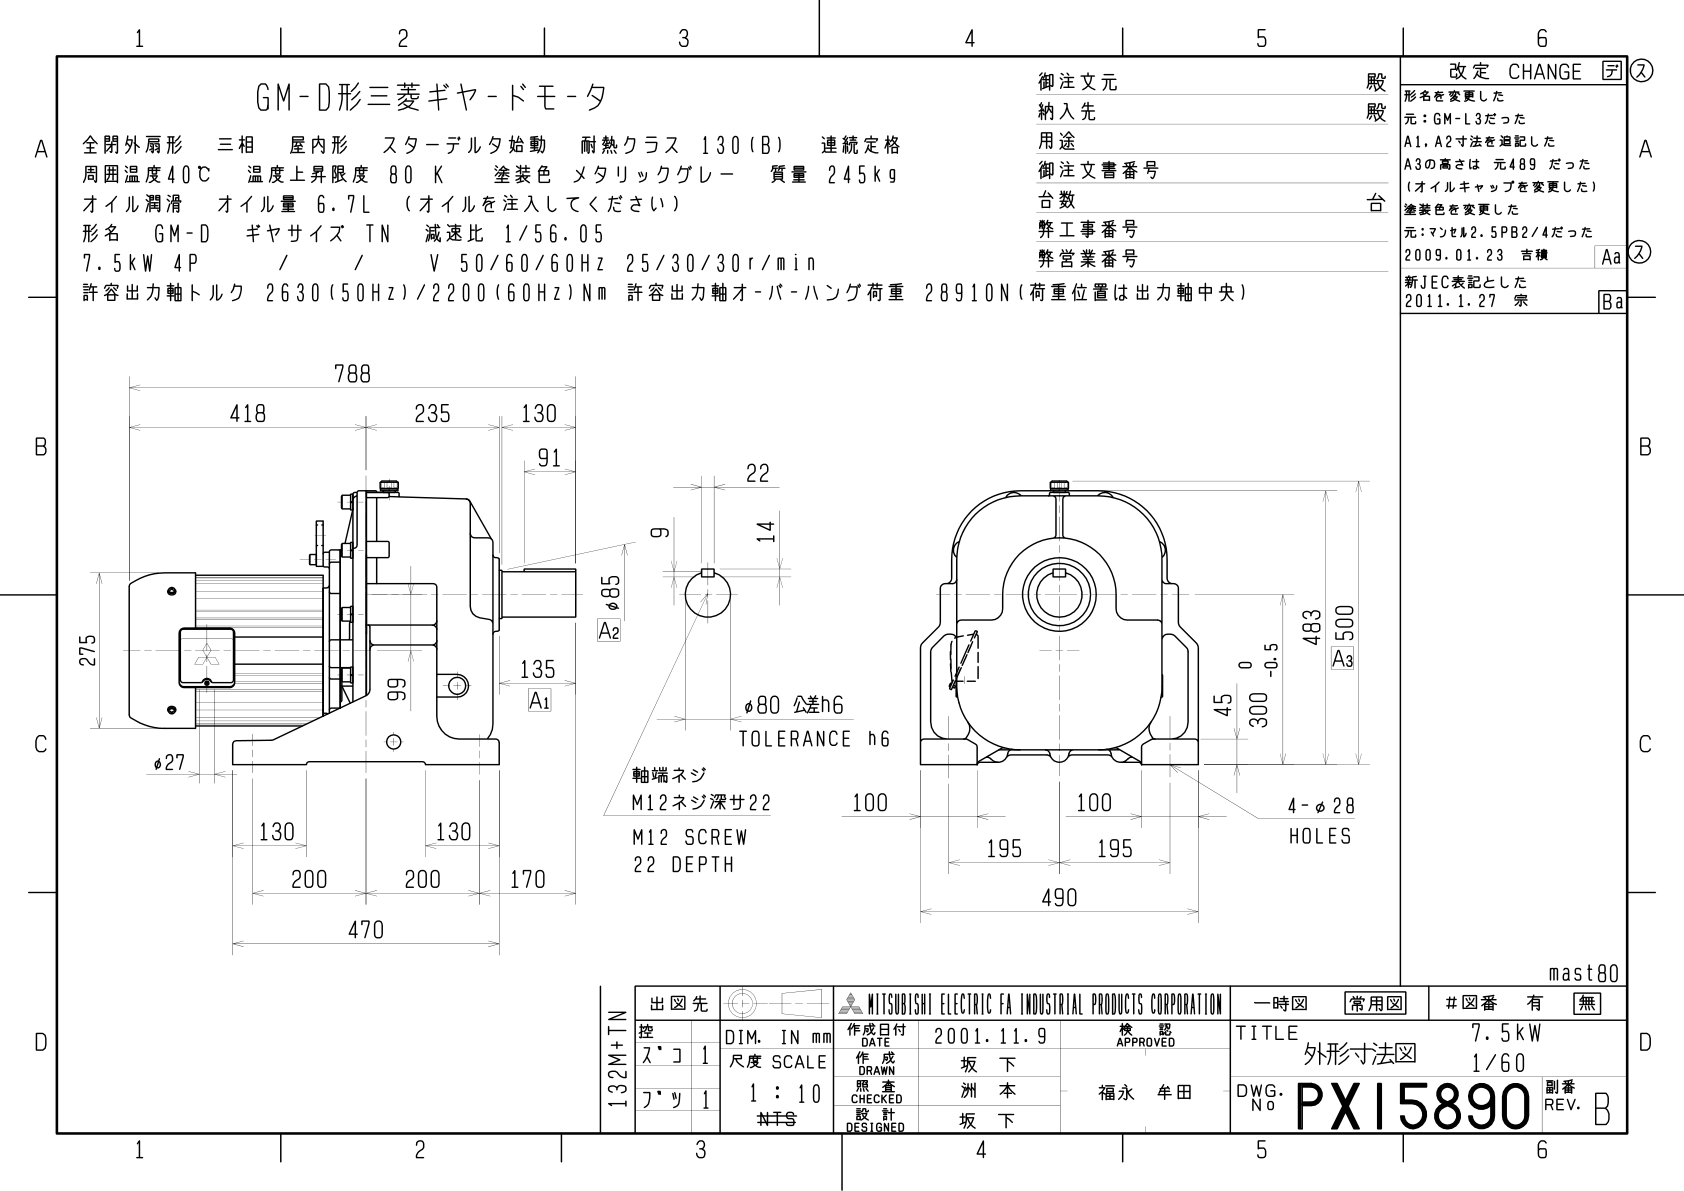 1 2 3 4 5 6
GM-D形三菱ギヤ-ドモ-タ
全閉外扇形 三相 屋内形 スターデルタ始動 耐熱クラス 130(B) 連続定格
周囲温度40℃ 温度上昇限度 80 K 塗装色 メタリックグレー 質量 245kg
オイル潤滑 オイル量 6.7L (オイルを注入してください)
形名 GM-D ギヤサイズ TN 減速比 1/56.05
7.5kW 4P / / V 50/60/60Hz 25/30/30r/min
許容出力軸トルク 2630(50Hz)/2200(60Hz)Nm 許容出力軸オ-バ-ハング荷重 28910N(荷重位置は出力軸中央)
御注文元 殿
納入先 殿
用途
御注文書番号
台数 台
弊工事番号
弊営業番号
改定 CHANGE デ ス
形名を変更した
元:GM-L3だった
A1,A2寸法を追記した
A3の高さは 元489 だった
(オイルキャップを変更した)
塗装色を変更した
元:マンセル2.5PB2/4だった
2009.01.23 吉積 Aa ス
新JEC表記とした
2011.1.27 宗 Ba
A A
B B
C C
D D
788
418 235 130
91
275
φ85
A2
135
A1
99
φ27
130 130
200 200 170
470
22
9
14
φ80 公差h6
TOLERANCE h6
軸端ネジ
M12ネジ深サ22
M12 SCREW
22 DEPTH
483
500
A3
0
-0.5
300
45
100 100
4-φ28
HOLES
195 195
490
mast80
132M+TN
出図先
控
ズコ 1
ブツ 1
DIM. IN mm
尺度 SCALE
1 : 10
NTS
MITSUBISHI ELECTRIC FA INDUSTRIAL PRODUCTS CORPORATION
作成日付
DATE
2001.11.9
検 認
APPROVED
作 成
DRAWN
坂 下
照 査
CHECKED
洲 本
福永 牟田
設 計
DESIGNED
坂 下
一時図 常用図 #図番 有 無
TITLE
外形寸法図
7.5kW
1/60
DWG.
No
PX15890
副番
REV.
B
1 2 3 4 5 6